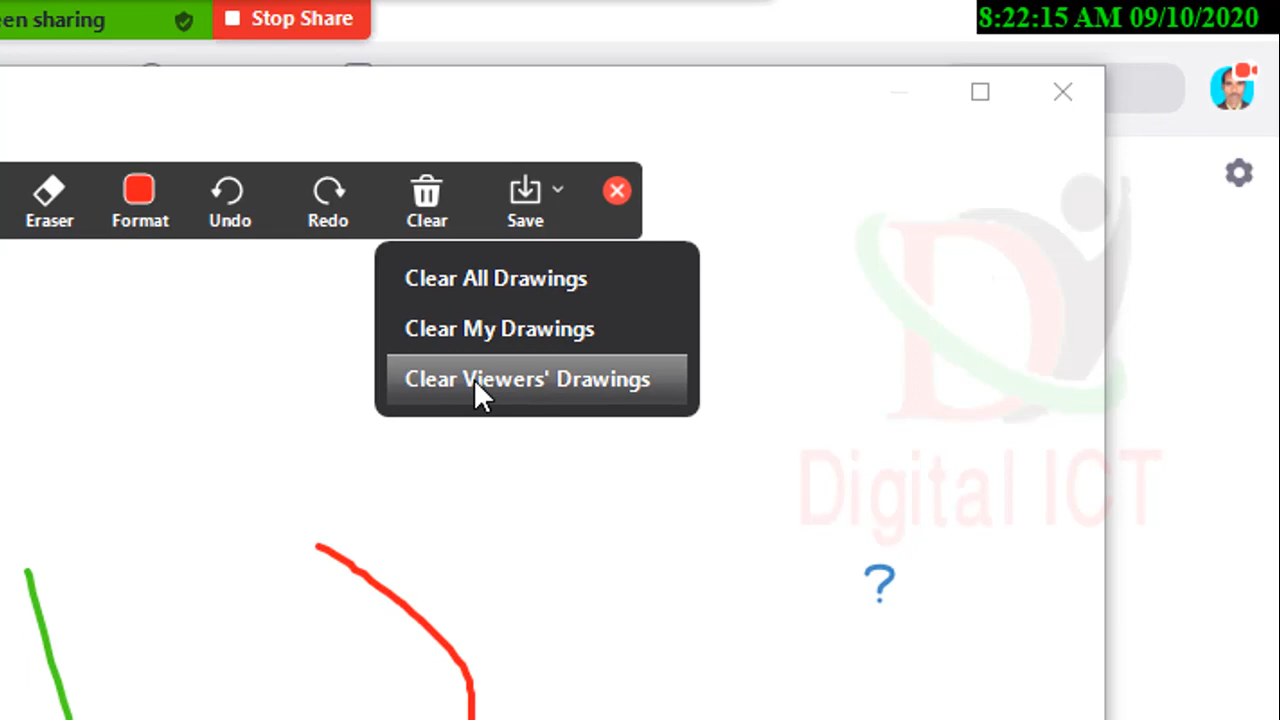 en sharing
Stop Share
8:22:15 AM 09/10/2020
Eraser
Format
Undo
Redo
Clear
Save
Clear All Drawings
Clear My Drawings
Clear Viewers' Drawings
Digital ICT
?